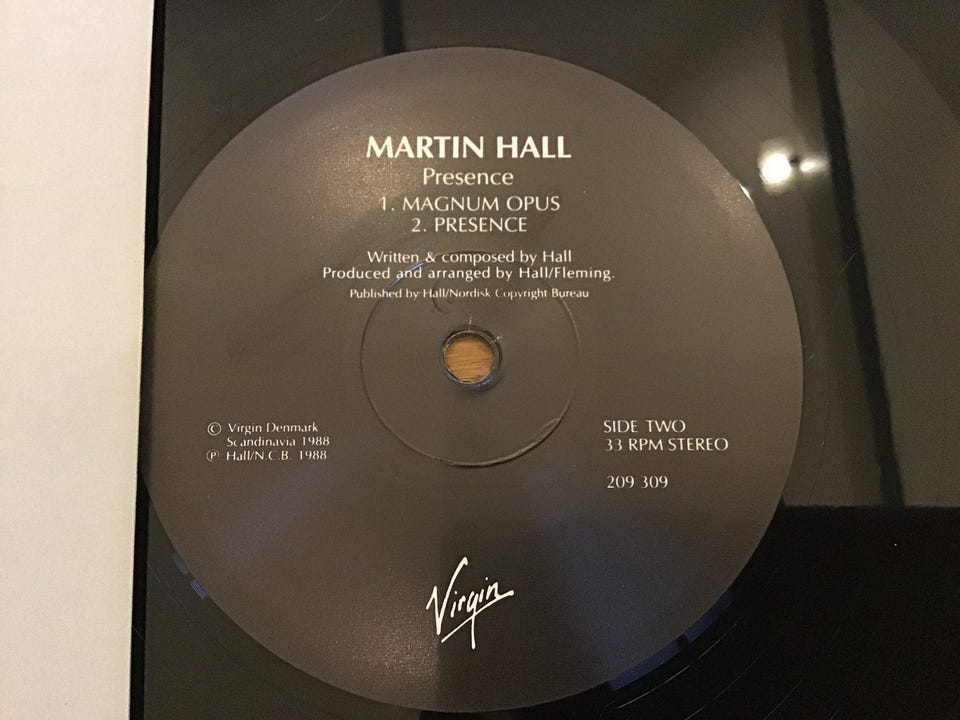 MARTIN HALL
Presence
1. MAGNUM OPUS
2. PRESENCE
Written & composed by Hall
Produced and arranged by Hall/Fleming.
Published by Hall/Nordisk Copyright Bureau
© Virgin Denmark
Scandinavia 1988
℗ Hall/N.C.B. 1988
SIDE TWO
33 RPM STEREO
209 309
Virgin